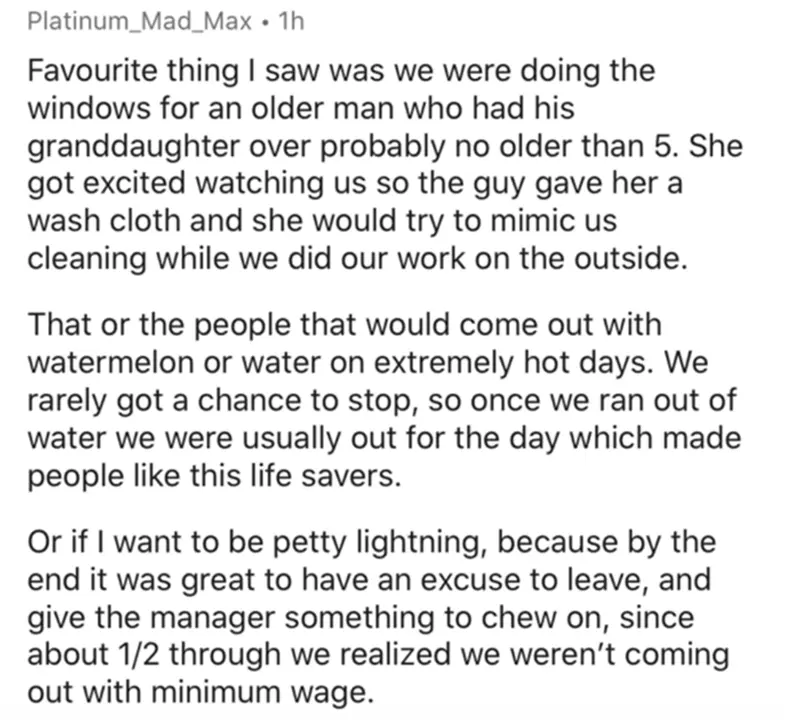 Platinum_Mad_Max • 1h
Favourite thing I saw was we were doing the
windows for an older man who had his
granddaughter over probably no older than 5. She
got excited watching us so the guy gave her a
wash cloth and she would try to mimic us
cleaning while we did our work on the outside.
That or the people that would come out with
watermelon or water on extremely hot days. We
rarely got a chance to stop, so once we ran out of
water we were usually out for the day which made
people like this life savers.
Or if I want to be petty lightning, because by the
end it was great to have an excuse to leave, and
give the manager something to chew on, since
about 1/2 through we realized we weren't coming
out with minimum wage.